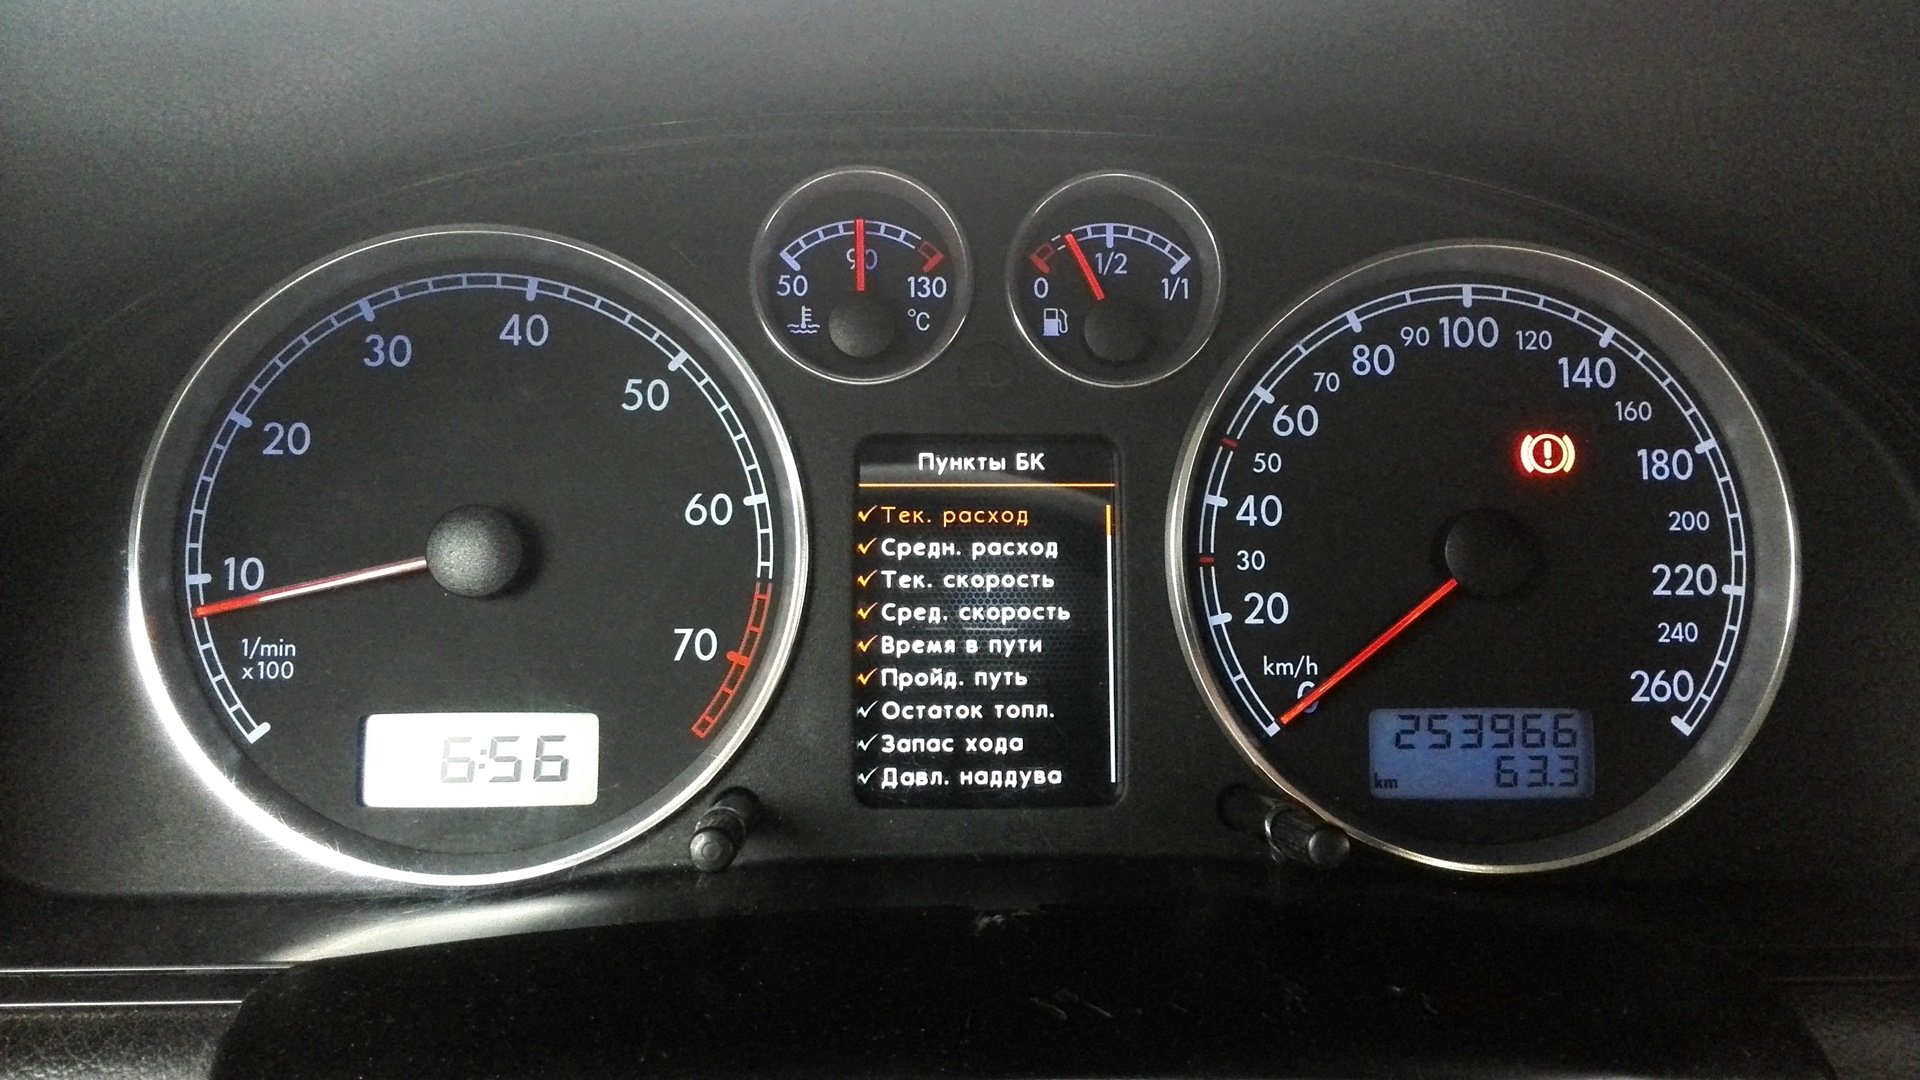 50
90
130
°C
0
1/2
1/1
10
20
30
40
50
60
70
1/min
x100
6:56
Пункты БК
Тек. расход
Средн. расход
Тек. скорость
Сред. скорость
Время в пути
Пройд. путь
Остаток топл.
Запас хода
Давл. наддува
20
30
40
50
60
70
80
90
100
120
140
160
180
200
220
240
260
km/h
253966
km 63.3